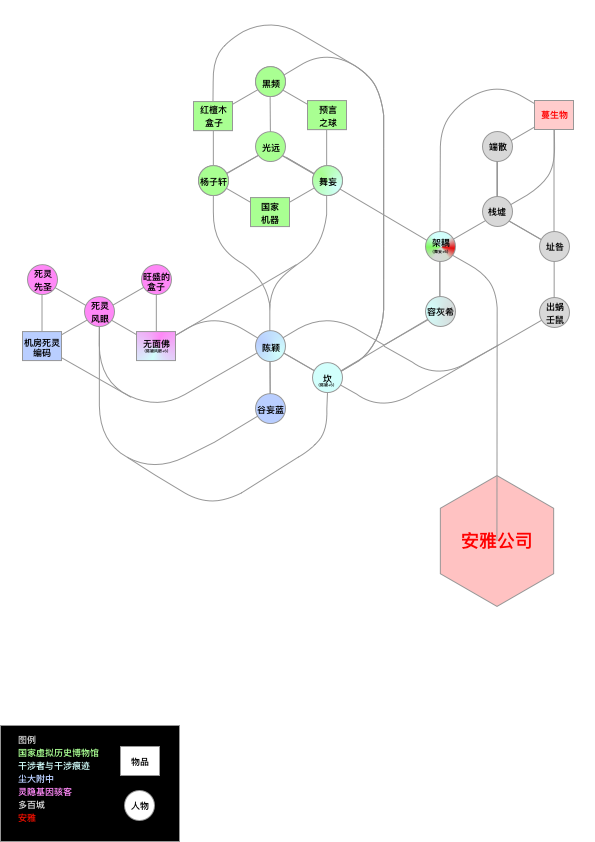 黑频
红檀木
盒子
预言
之球
蔓生物
光远
端散
杨子轩
舞妄
国家
机器
栈墟
架構
址咎
死灵
先圣
旺盛的
盒子
死灵
风眼
容灰希
出蜗
壬鼠
机房死灵
编码
无面佛
陈颖
坎
谷妄蓝
安雅公司
图例
国家虚拟历史博物馆
干涉者与干涉痕迹
尘大附中
灵隐基因骇客
多百城
安雅
物品
人物